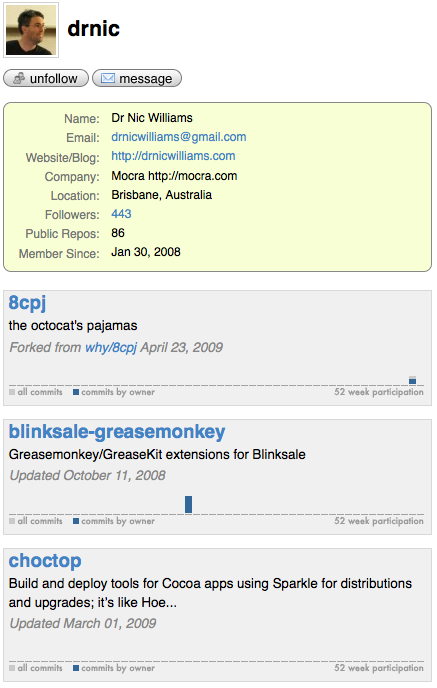 drnic
unfollow message
Name: Dr Nic Williams
Email: drnicwilliams@gmail.com
Website/Blog: http://drnicwilliams.com
Company: Mocra http://mocra.com
Location: Brisbane, Australia
Followers: 443
Public Repos: 86
Member Since: Jan 30, 2008
8cpj
the octocat's pajamas
Forked from why/8cpj April 23, 2009
all commits commits by owner 52 week participation
blinksale-greasemonkey
Greasemonkey/GreaseKit extensions for Blinksale
Updated October 11, 2008
all commits commits by owner 52 week participation
choctop
Build and deploy tools for Cocoa apps using Sparkle for distributions
and upgrades; it's like Hoe...
Updated March 01, 2009
all commits commits by owner 52 week participation